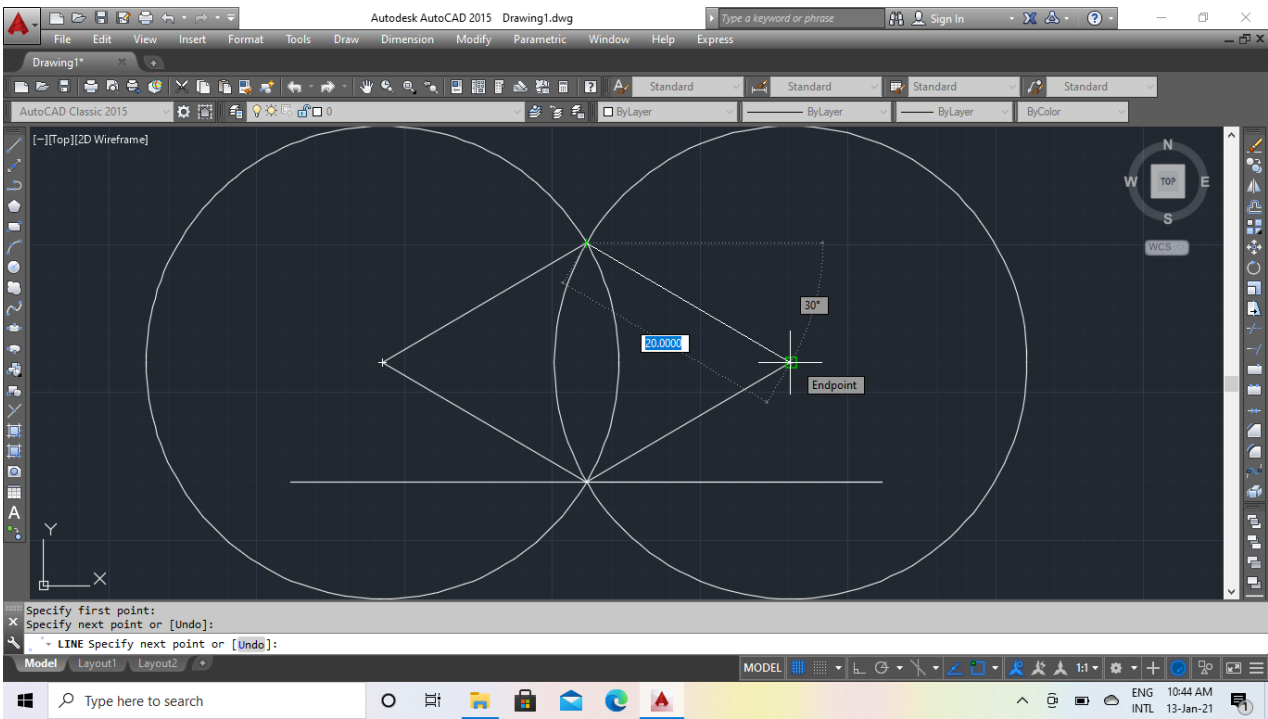 Autodesk AutoCAD 2015 Drawing1.dwg
Type a keyword or phrase
Sign In
File Edit View Insert Format Tools Draw Dimension Modify Parametric Window Help Express
Drawing1*
Standard Standard Standard Standard
AutoCAD Classic 2015 0 ByLayer ByLayer ByLayer ByColor
[−][Top][2D Wireframe]
N
W TOP E
S
WCS
30°
20.0000
Endpoint
A
Y
X
Specify first point:
Specify next point or [Undo]:
LINE Specify next point or [Undo]:
Model Layout1 Layout2 MODEL 1:1
Type here to search
ENG 10:44 AM
INTL 13-Jan-21
1